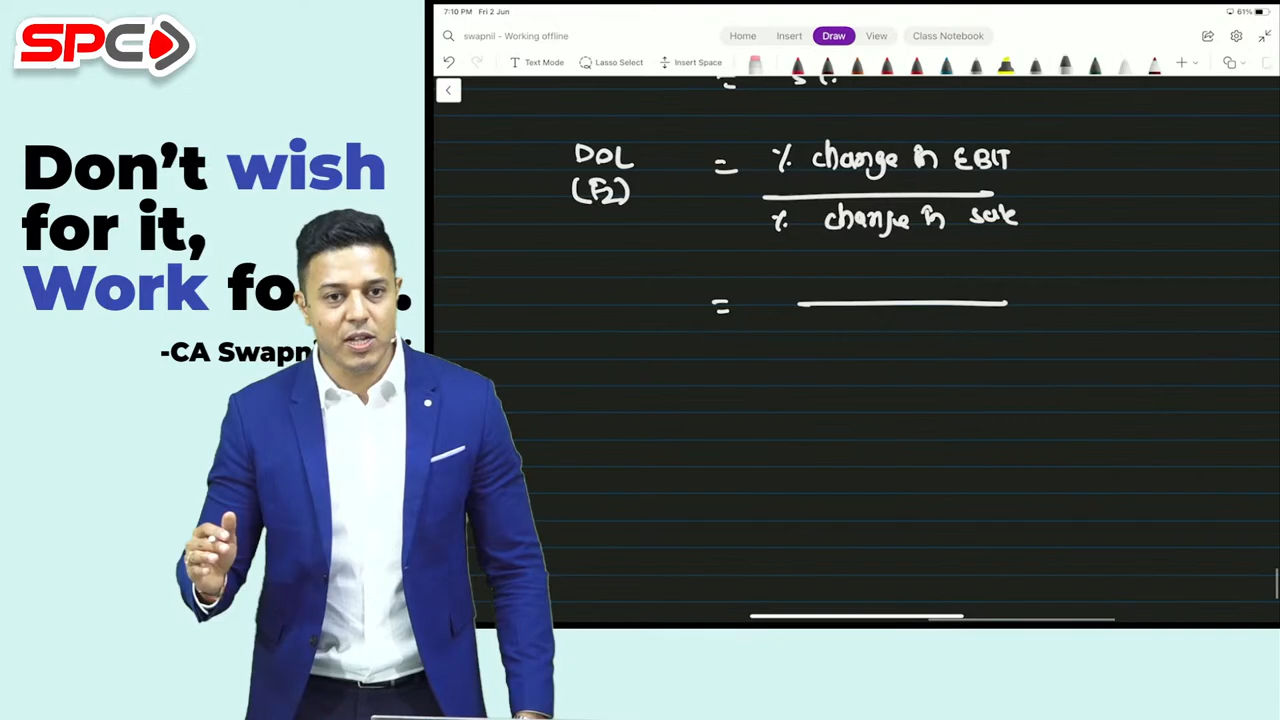 SPC
Don't wish
for it,
Work fo
.
-CA Swapn
7:10 PM Fri 2 Jun
61%
swapnil - Working offline
Home Insert Draw View Class Notebook
Text Mode Lasso Select Insert Space
DOL = % change in EBIT
(F2) % change in sale
=